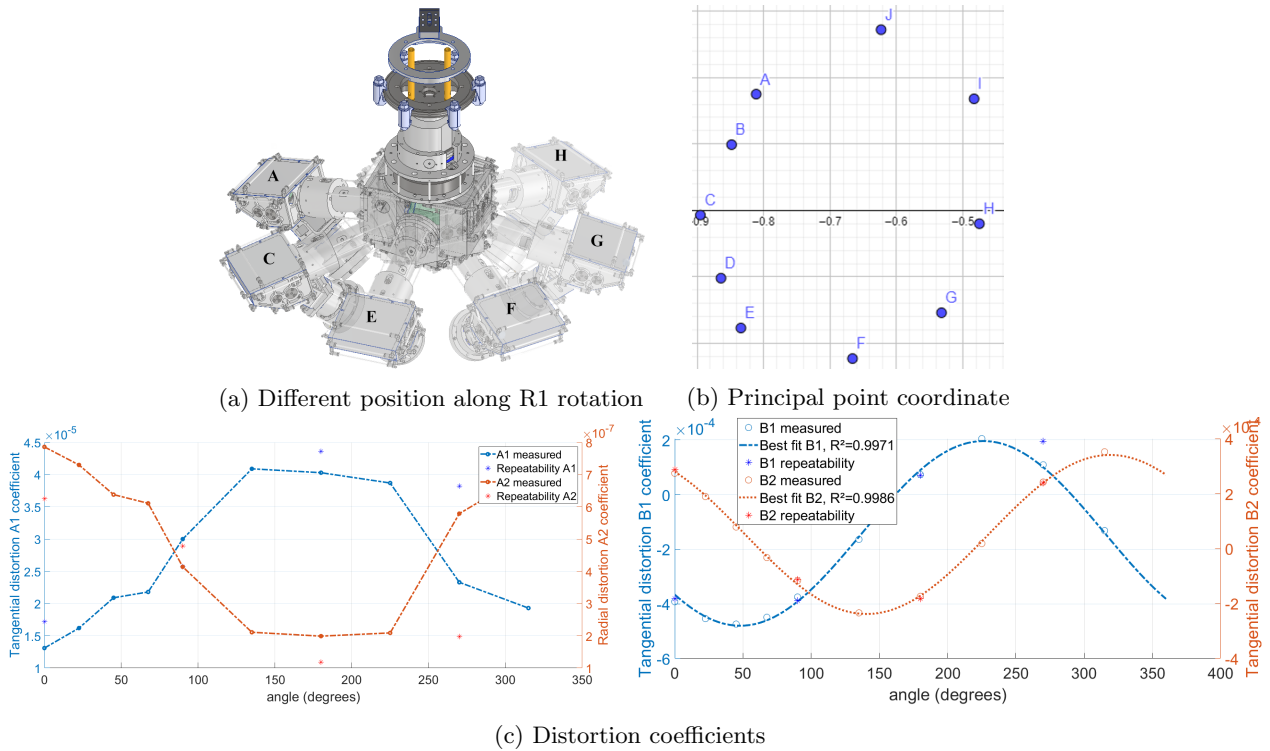 A
C
E
F
G
H
J
A
I
B
C
H
0.9
−0.8
−0.7
−0.6
−0.5
D
E
G
F
(a) Different position along R1 rotation
(b) Principal point coordinate
×10⁻⁵
×10⁻⁷
4.5
4
3.5
3
2.5
2
1.5
1
Tangential distortion A1 coefficient
A1 measured
Repeatability A1
A2 measured
Repeatability A2
8
7
6
5
4
3
2
1
Radial distortion A2 coefficient
0
50
100
150
200
250
300
350
angle (degrees)
×10⁻⁴
2
0
-2
-4
-6
Tangential distortion B1 coefficient
B1 measured
Best fit B1, R²=0.9971
B1 repeatability
B2 measured
Best fit B2, R²=0.9986
B2 repeatability
4
2
0
-2
-4
Tangential distortion B2 coefficient
0
50
100
150
200
250
300
350
400
angle (degrees)
(c) Distortion coefficients